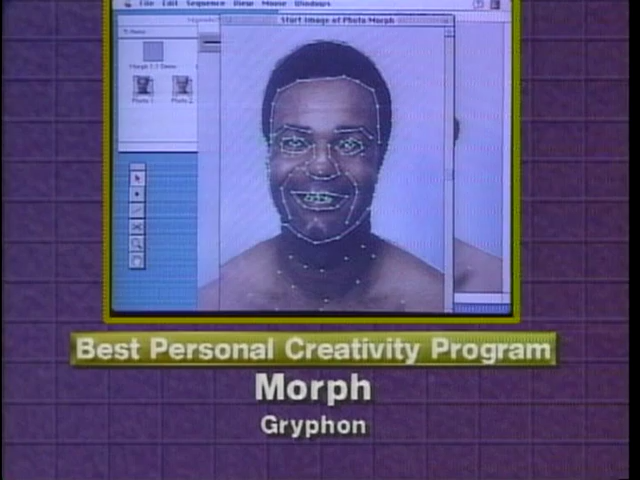 File Edit Sequence View Movie Windows
Start Image of Photo Morph
Photo 1
Photo 2
Best Personal Creativity Program
Morph
Gryphon